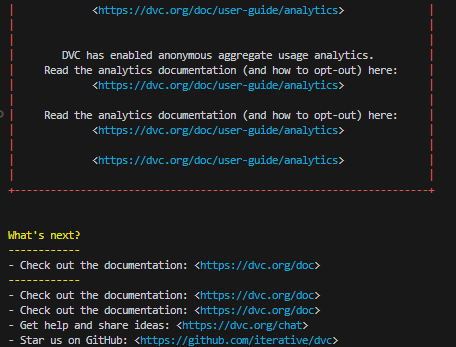 <https://dvc.org/doc/user-guide/analytics>
DVC has enabled anonymous aggregate usage analytics.
Read the analytics documentation (and how to opt-out) here:
<https://dvc.org/doc/user-guide/analytics>
Read the analytics documentation (and how to opt-out) here:
<https://dvc.org/doc/user-guide/analytics>
<https://dvc.org/doc/user-guide/analytics>
What's next?
------------
- Check out the documentation: <https://dvc.org/doc>
------------
- Check out the documentation: <https://dvc.org/doc>
- Check out the documentation: <https://dvc.org/doc>
- Get help and share ideas: <https://dvc.org/chat>
- Star us on GitHub: <https://github.com/iterative/dvc>